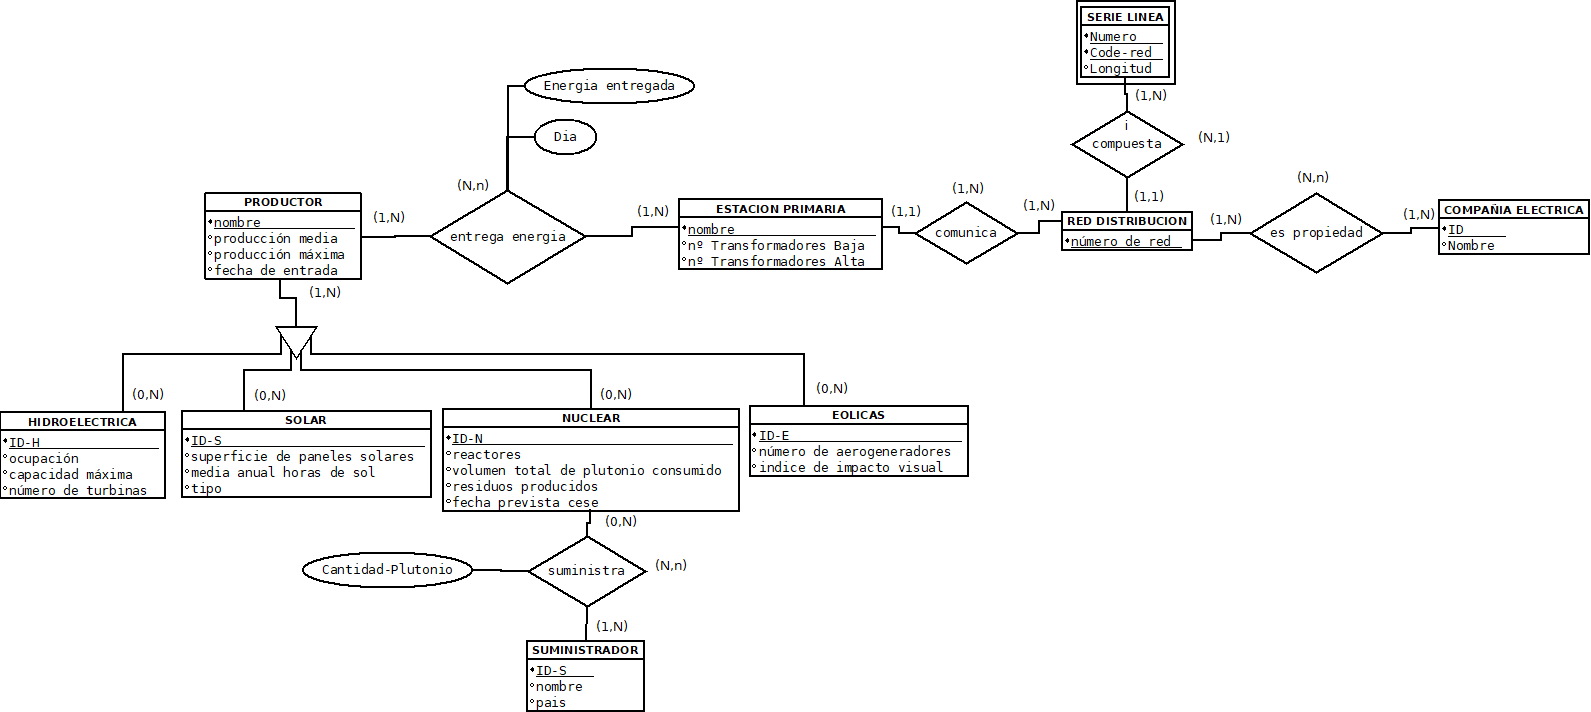 SERIE LINEA
Numero
Code-red
Longitud
(1,N)
i
compuesta
(N,1)
(1,1)
Energia entregada
Dia
(N,n)
PRODUCTOR
nombre
producción media
producción máxima
fecha de entrada
(1,N)
entrega energia
(1,N)
ESTACION PRIMARIA
nombre
nº Transformadores Baja
nº Transformadores Alta
(1,1)
(1,N)
comunica
(1,N)
RED DISTRIBUCION
número de red
(1,N)
(N,n)
es propiedad
(1,N)
COMPAÑIA ELECTRICA
ID
Nombre
(1,N)
(0,N)
(0,N)
(0,N)
(0,N)
HIDROELECTRICA
ID-H
ocupación
capacidad máxima
número de turbinas
SOLAR
ID-S
superficie de paneles solares
media anual horas de sol
tipo
NUCLEAR
ID-N
reactores
volumen total de plutonio consumido
residuos producidos
fecha prevista cese
EOLICAS
ID-E
número de aerogeneradores
indice de impacto visual
(0,N)
Cantidad-Plutonio
suministra
(N,n)
(1,N)
SUMINISTRADOR
ID-S
nombre
pais